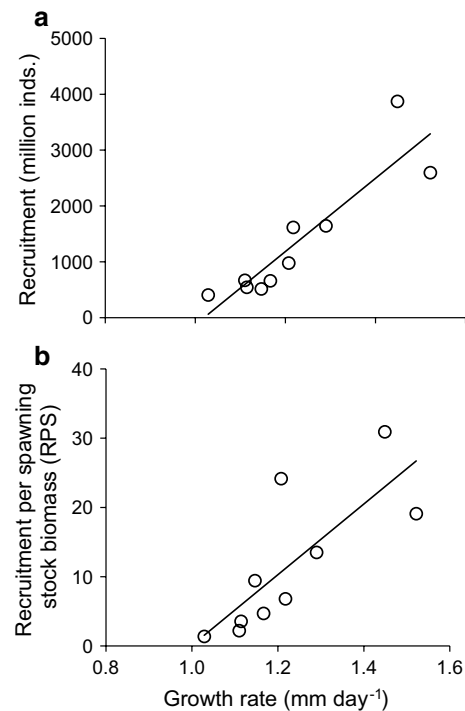 a
5000
4000
3000
2000
1000
0
Recruitment (million inds.)
b
40
30
20
10
0
Recruitment per spawning
stock biomass (RPS)
0.8 1.0 1.2 1.4 1.6
Growth rate (mm day⁻¹)